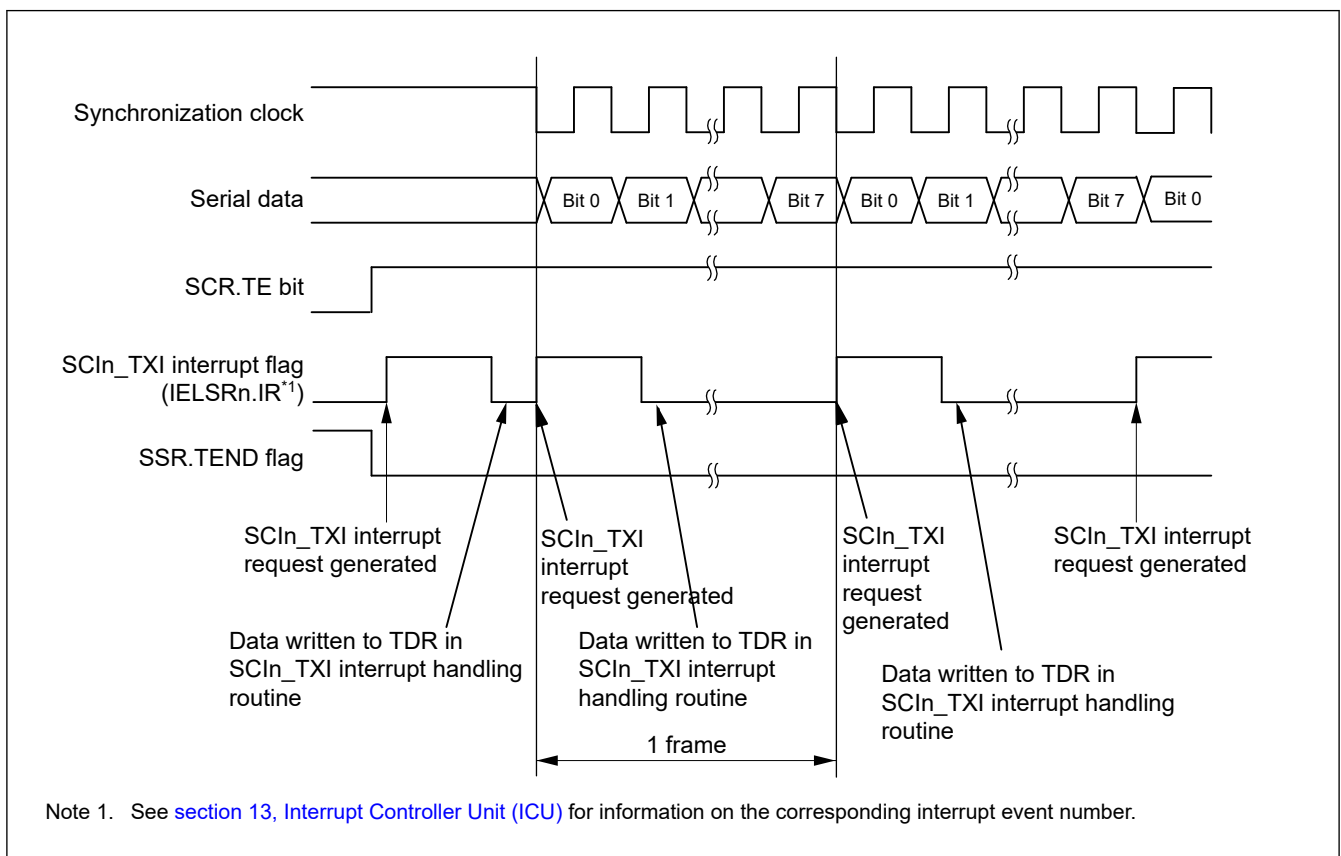 Synchronization clock
Serial data
Bit 0 Bit 1 Bit 7 Bit 0 Bit 1 Bit 7 Bit 0
SCR.TE bit
SCIn_TXI interrupt flag
(IELSRn.IR*1)
SSR.TEND flag
SCIn_TXI interrupt
request generated
SCIn_TXI
interrupt
request generated
SCIn_TXI
interrupt
request
generated
SCIn_TXI interrupt
request generated
Data written to TDR in
SCIn_TXI interrupt handling
routine
Data written to TDR in
SCIn_TXI interrupt
handling routine
Data written to TDR in
SCIn_TXI interrupt handling
routine
1 frame
Note 1. See section 13, Interrupt Controller Unit (ICU) for information on the corresponding interrupt event number.